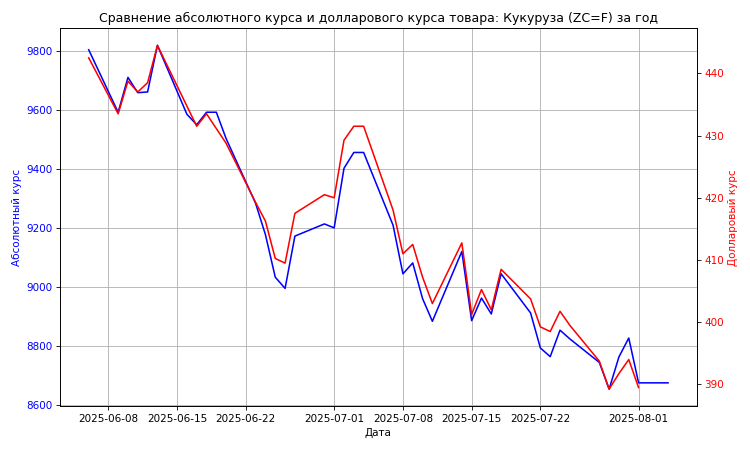 Сравнение абсолютного курса и долларового курса товара: Кукуруза (ZC=F) за год
9800
9600
9400
9200
9000
8800
8600
Абсолютный курс
440
430
420
410
400
390
Долларовый курс
2025-06-08 2025-06-15 2025-06-22 2025-07-01 2025-07-08 2025-07-15 2025-07-22 2025-08-01
Дата